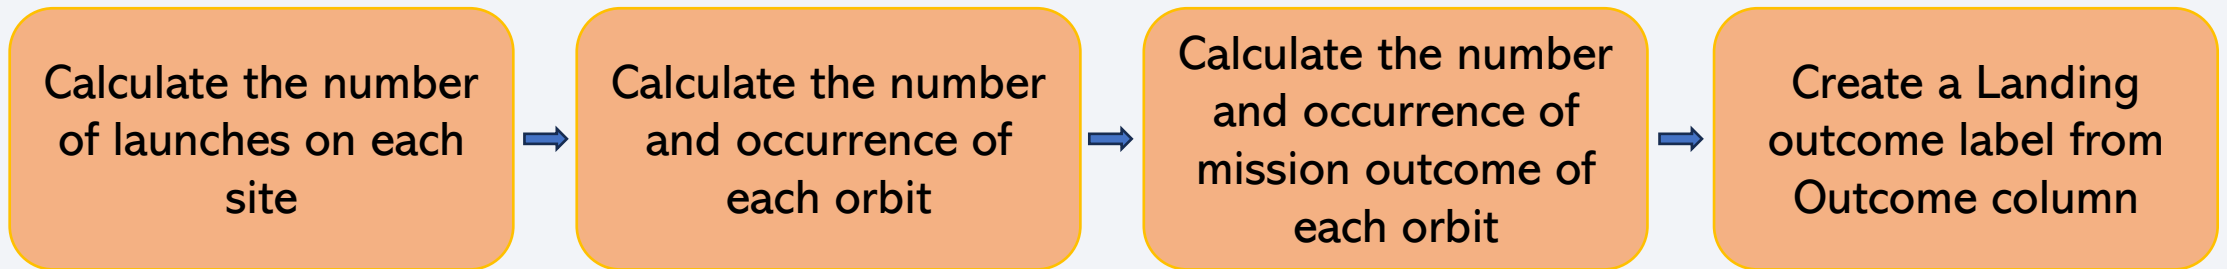 Calculate the number
of launches on each
site
Calculate the number
and occurrence of
each orbit
Calculate the number
and occurrence of
mission outcome of
each orbit
Create a Landing
outcome label from
Outcome column